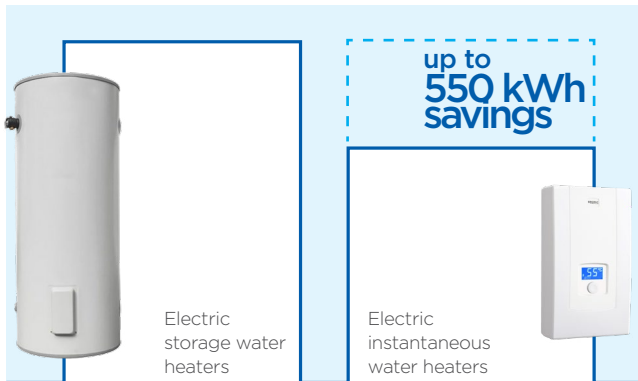 up to
550 kWh
savings
55°
Electric
storage water
heaters
Electric
instantaneous
water heaters